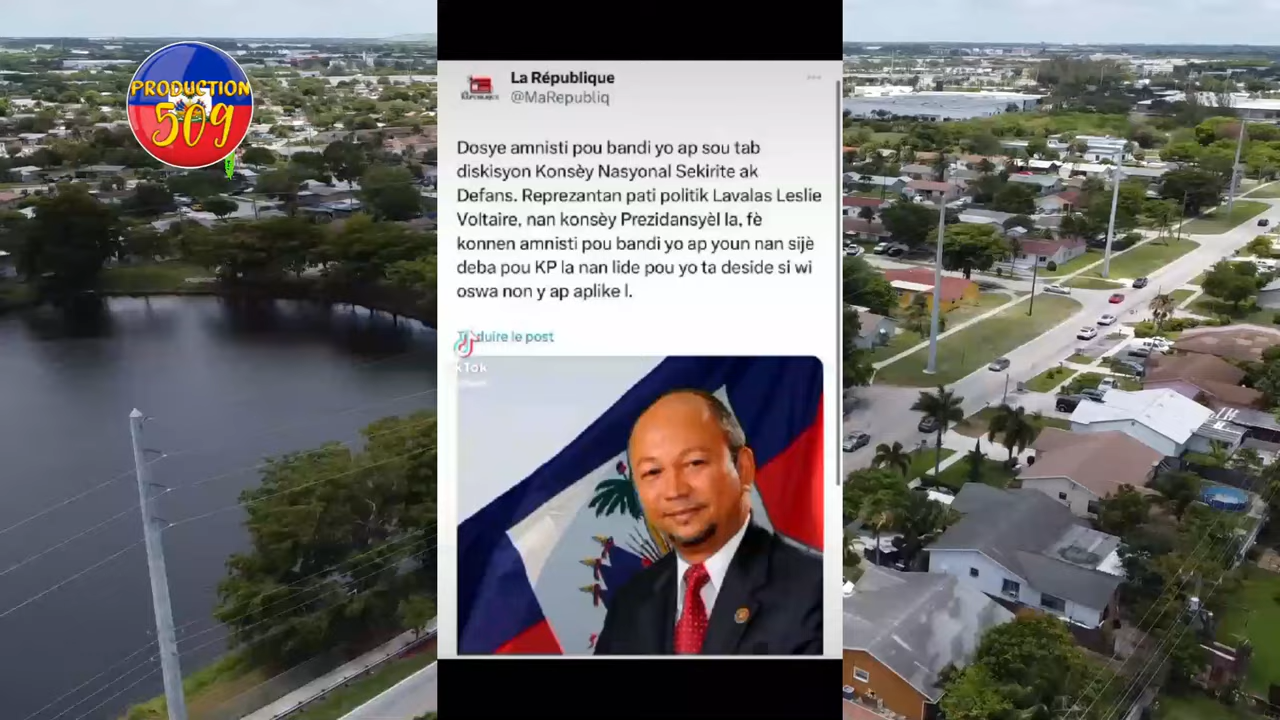 PRODUCTION
509
La République
@MaRepubliq
Dosye amnisti pou bandi yo ap sou tab
diskisyon Konsèy Nasyonal Sekirite ak
Defans. Reprezantan pati politik Lavalas Leslie
Voltaire, nan konsèy Prezidansyèl la, fè
konnen amnisti pou bandi yo ap youn nan sijè
deba pou KP la nan lide pou yo ta deside si wi
oswa non y ap aplike l.
duire le post
kTok